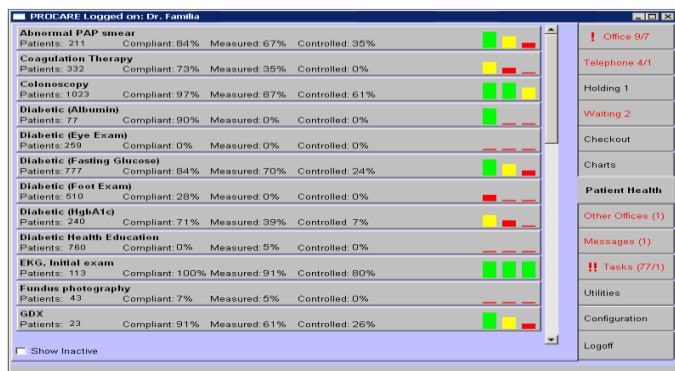 PROCARE Logged on: Dr. Familia
Abnormal PAP smear
Patients: 211 Compliant: 84% Measured: 67% Controlled: 35%
Coagulation Therapy
Patients: 332 Compliant: 73% Measured: 35% Controlled: 0%
Colonoscopy
Patients: 1023 Compliant: 97% Measured: 87% Controlled: 61%
Diabetic (Albumin)
Patients: 77 Compliant: 90% Measured: 0% Controlled: 0%
Diabetic (Eye Exam)
Patients: 259 Compliant: 0% Measured: 0% Controlled: 0%
Diabetic (Fasting Glucose)
Patients: 777 Compliant: 84% Measured: 70% Controlled: 24%
Diabetic (Foot Exam)
Patients: 510 Compliant: 28% Measured: 0% Controlled: 0%
Diabetic (HgbA1c)
Patients: 240 Compliant: 71% Measured: 39% Controlled 7%
Diabetic Health Education
Patients: 760 Compliant: 0% Measured: 5% Controlled: 0%
EKG, Initial exam
Patients: 113 Compliant: 100% Measured: 91% Controlled: 80%
Fundus photography
Patients: 43 Compliant: 7% Measured: 5% Controlled: 0%
GDX
Patients: 23 Compliant: 91% Measured: 61% Controlled: 26%
Show Inactive
! Office 9/7
Telephone 4/1
Holding 1
Waiting 2
Checkout
Charts
Patient Health
Other Offices (1)
Messages (1)
!! Tasks (77/1)
Utilities
Configuration
Logoff